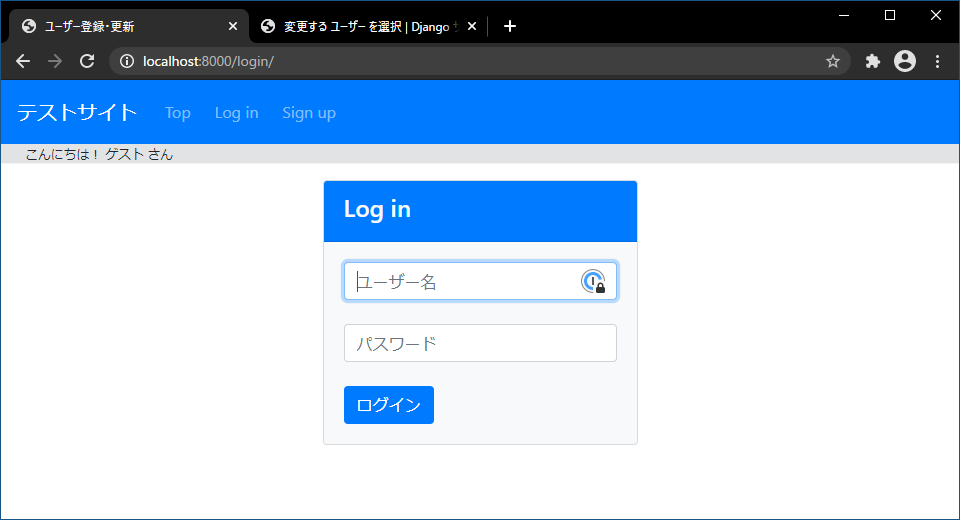 ユーザー登録・更新
変更する ユーザー を選択 | Django サ
localhost:8000/login/
テストサイト Top Log in Sign up
こんにちは！ ゲスト さん
Log in
ユーザー名
パスワード
ログイン